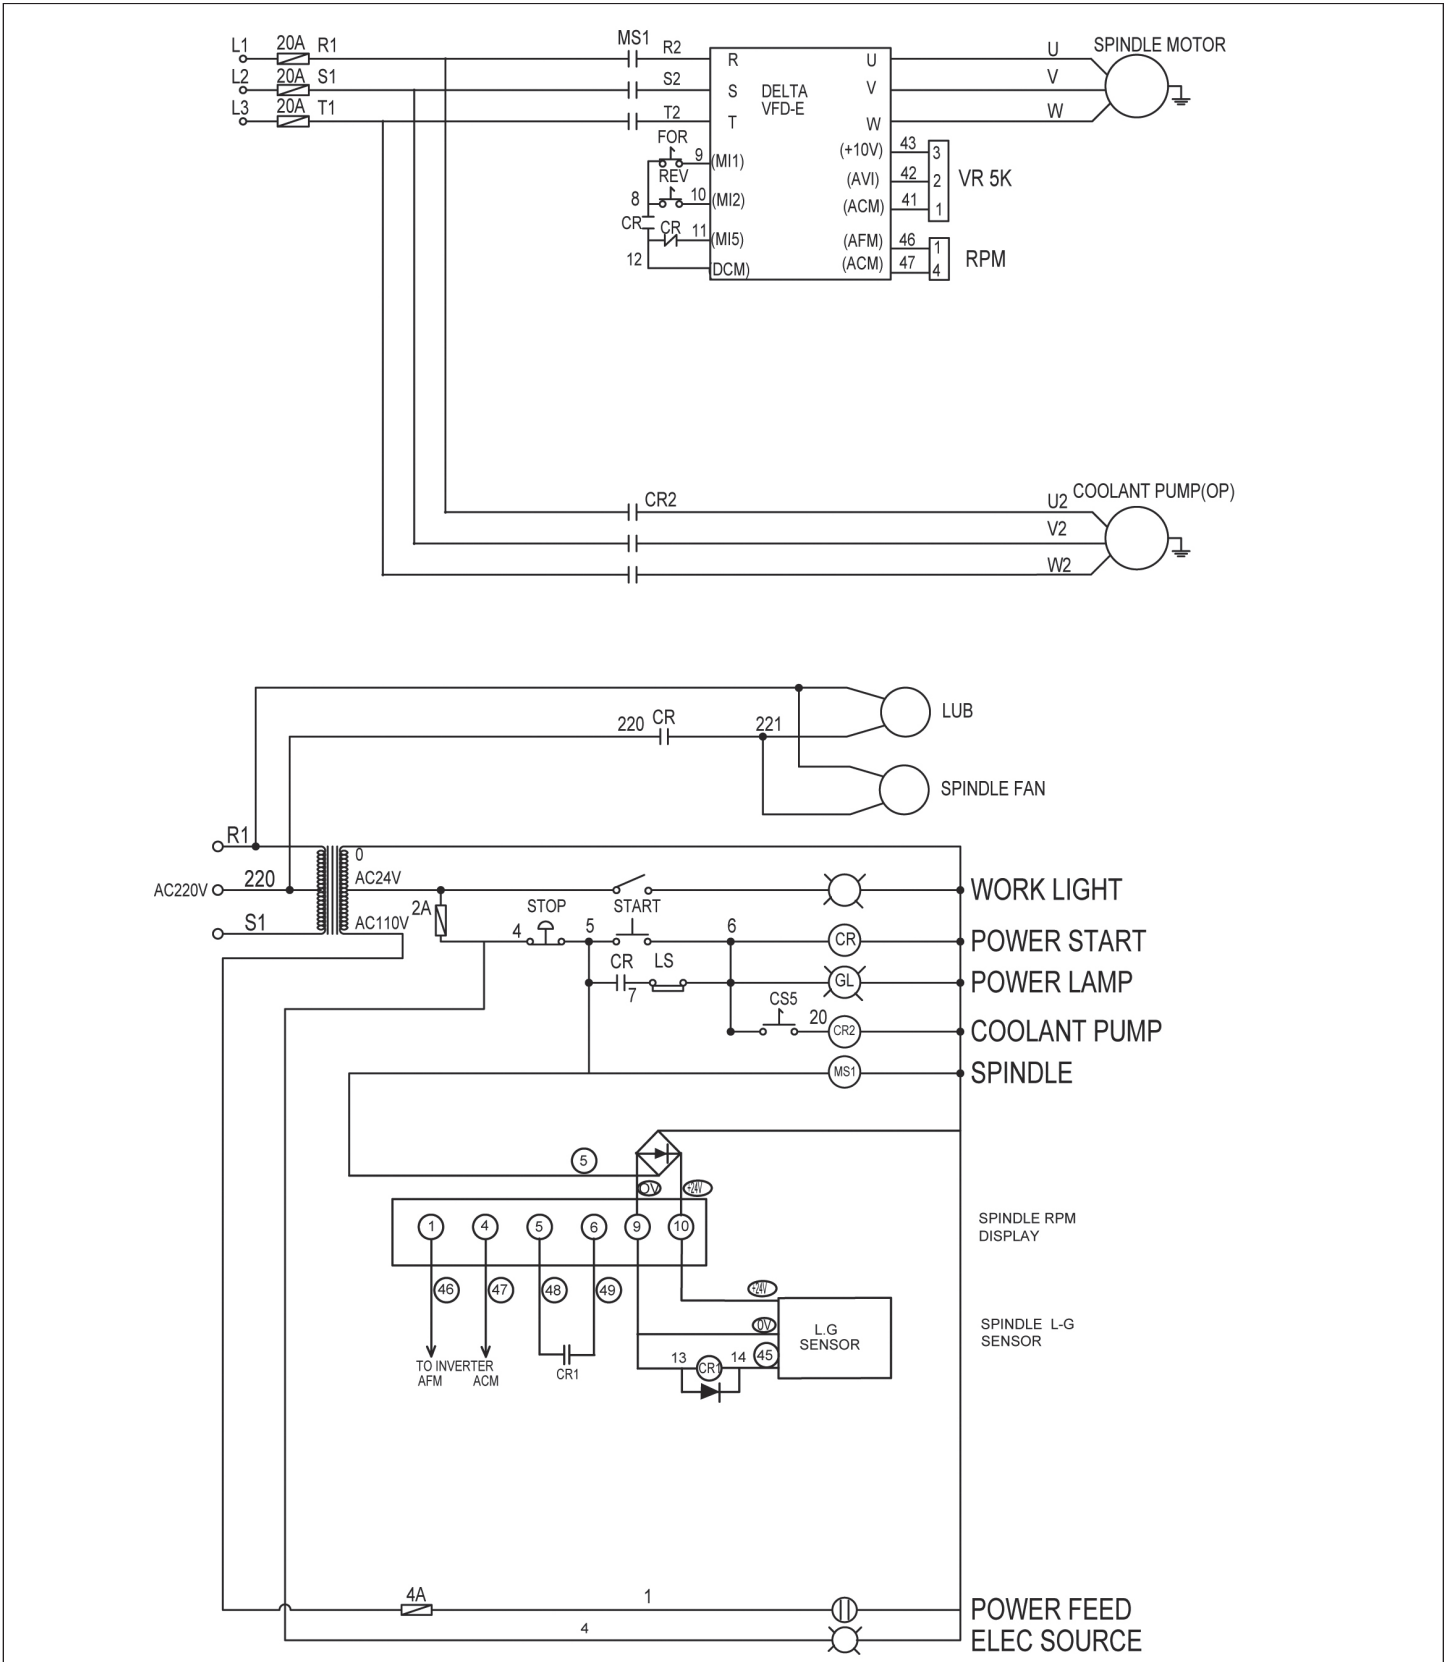 L1 20A R1 MS1 R2 R U U SPINDLE MOTOR
L2 20A S1 S2 S DELTA V V
VFD-E
L3 20A T1 T2 T W W
FOR (+10V) 43 3
9 (MI1)
REV (AVI) 42 2 VR 5K
8 10 (MI2) (ACM) 41 1
CR CR 11 (MI5) (AFM) 46 1 RPM
12 (DCM) (ACM) 47 4
CR2 U2 COOLANT PUMP(OP)
V2
W2
220 CR 221 LUB
SPINDLE FAN
R1 0
AC220V 220 AC24V WORK LIGHT
S1 AC110V 2A STOP START
4 5 6 CR POWER START
CR 7 LS GL POWER LAMP
CS5 20 CR2 COOLANT PUMP
MS1 SPINDLE
5
0V +24V
1 4 5 6 9 10 SPINDLE RPM
DISPLAY
46 47 48 49 +24V
0V L.G
SENSOR
SPINDLE L-G
SENSOR
13 CR1 14 45
TO INVERTER
AFM ACM CR1
4A 1 POWER FEED
4 ELEC SOURCE